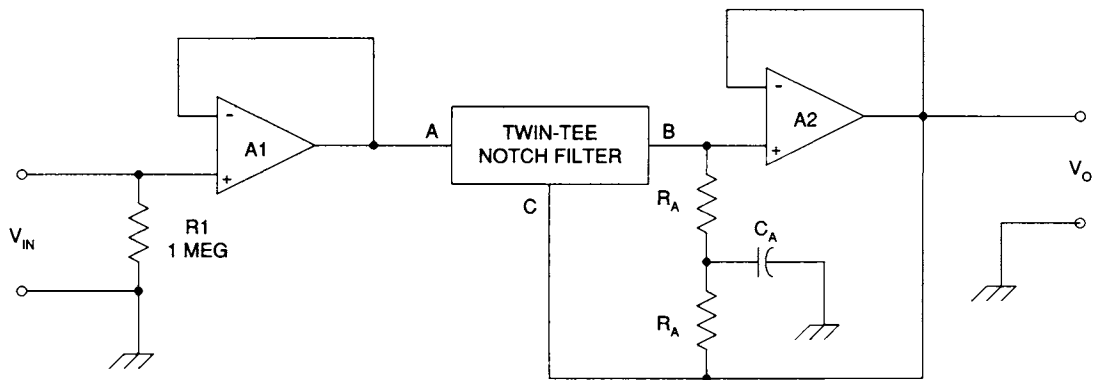 A1
-
+
V_IN
R1
1 MEG
A
TWIN-TEE
NOTCH FILTER
B
C
A2
-
+
R_A
C_A
R_A
V_O